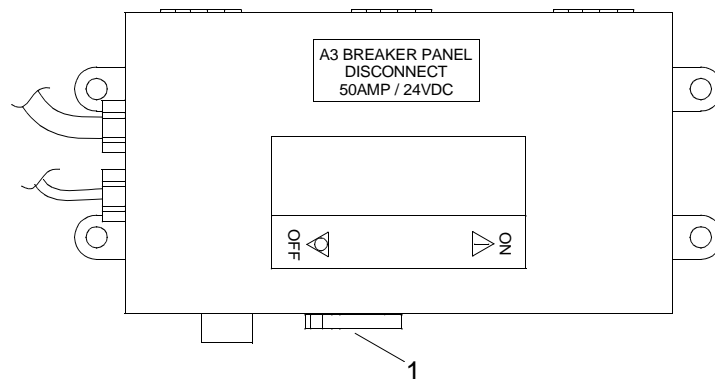 A3 BREAKER PANEL
DISCONNECT
50AMP / 24VDC
OFF
ON
1